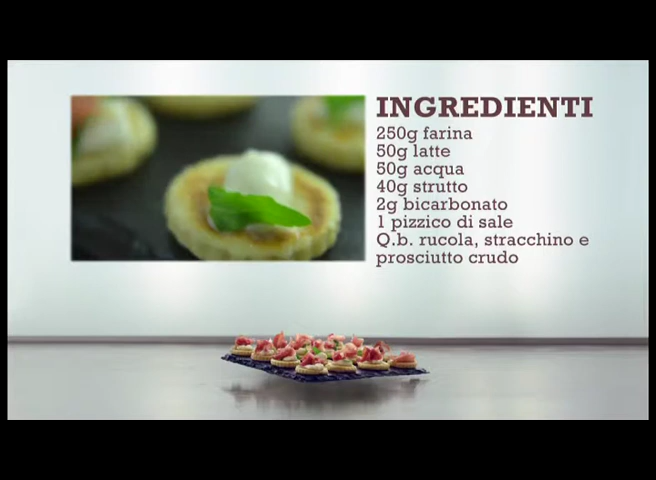 INGREDIENTI
250g farina
50g latte
50g acqua
40g strutto
2g bicarbonato
1 pizzico di sale
Q.b. rucola, stracchino e
prosciutto crudo